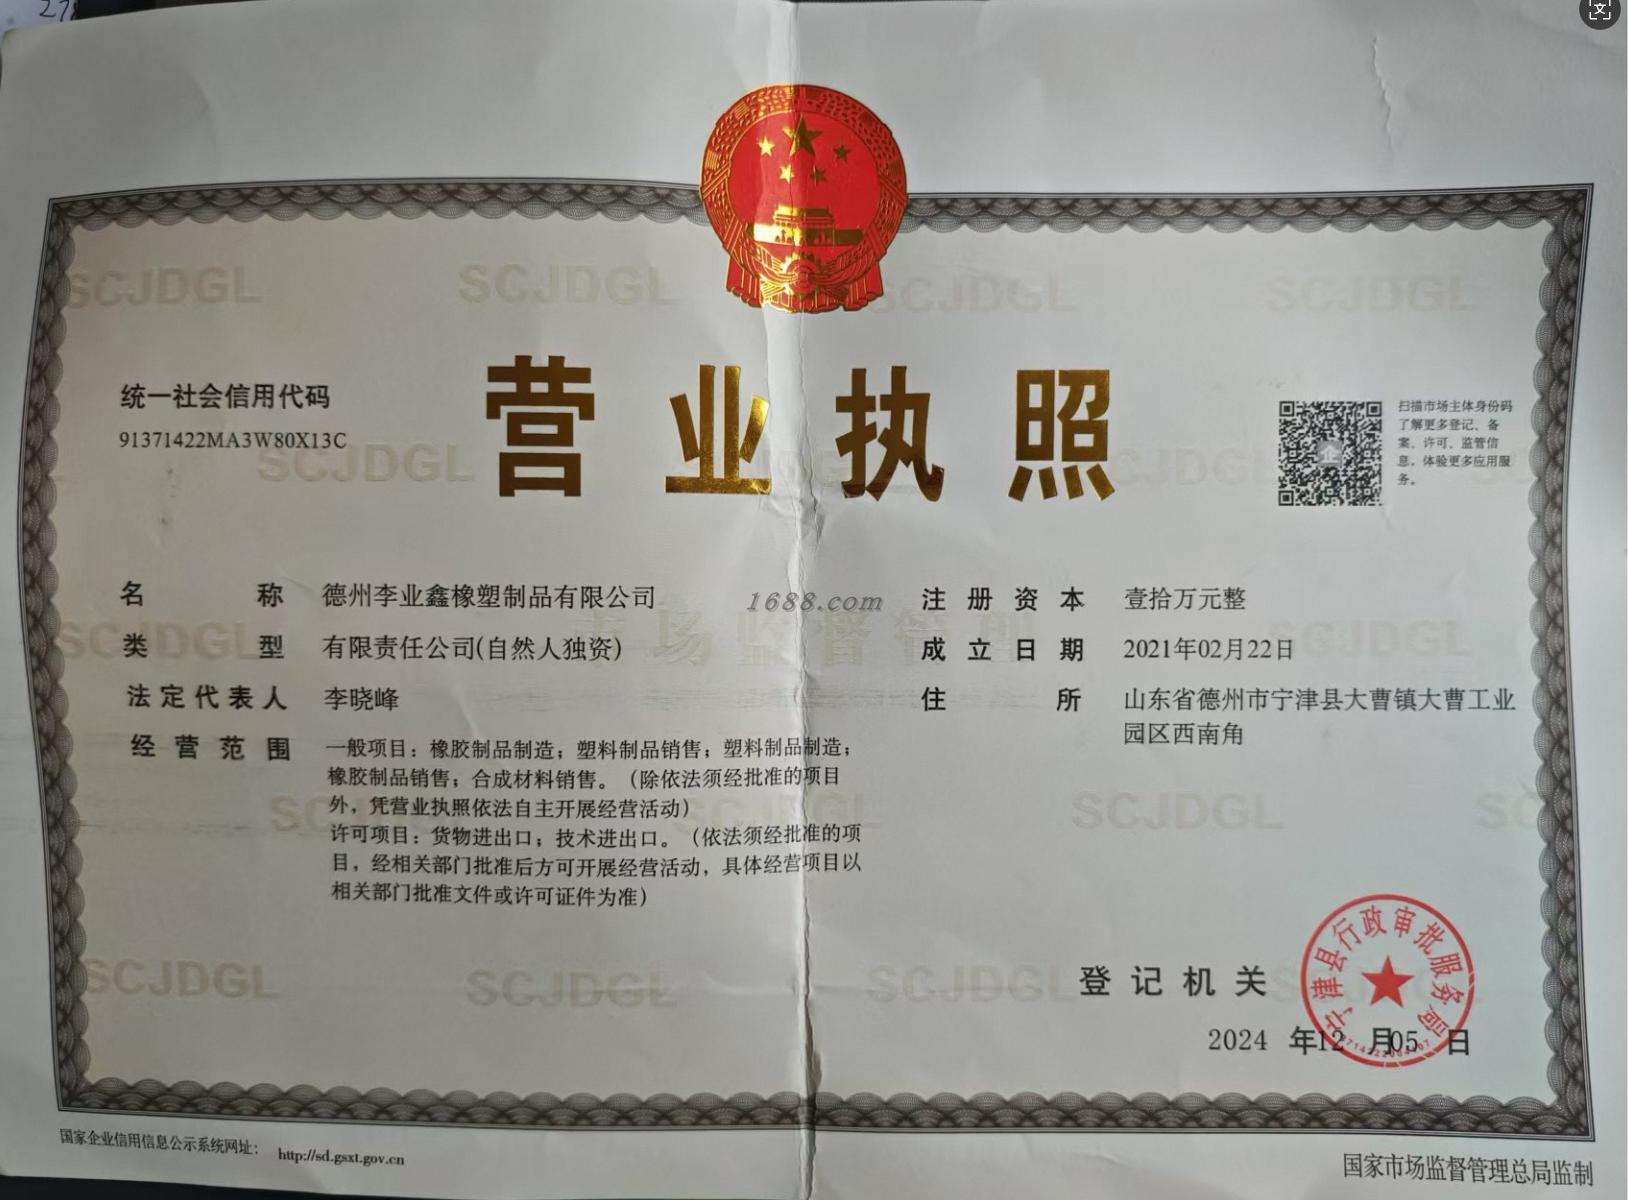 营业执照
统一社会信用代码
91371422MA3W80X13C
扫描市场主体身份码
了解更多登记、备
案、许可、监管信
息，体验更多应用服
务。
名称 德州李业鑫橡塑制品有限公司
类型 有限责任公司(自然人独资)
法定代表人 李晓峰
经营范围 一般项目：橡胶制品制造；塑料制品销售；塑料制品制造；
橡胶制品销售；合成材料销售。（除依法须经批准的项目
外，凭营业执照依法自主开展经营活动）
许可项目：货物进出口；技术进出口。（依法须经批准的项
目，经相关部门批准后方可开展经营活动，具体经营项目以
相关部门批准文件或许可证件为准）
1688.com
注册资本 壹拾万元整
成立日期 2021年02月22日
住所 山东省德州市宁津县大曹镇大曹工业
园区西南角
市场监督管理
SCJDGL
登记机关
宁津县行政审批服务局
2024 年12 月05 日
国家企业信用信息公示系统网址： http://sd.gsxt.gov.cn
国家市场监督管理总局监制